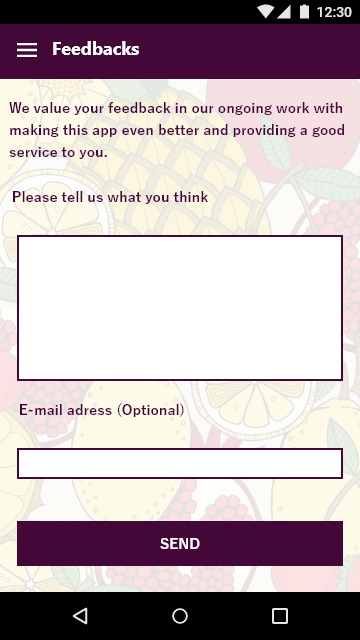 12:30
Feedbacks
We value your feedback in our ongoing work with
making this app even better and providing a good
service to you.
Please tell us what you think
E-mail adress (Optional)
SEND